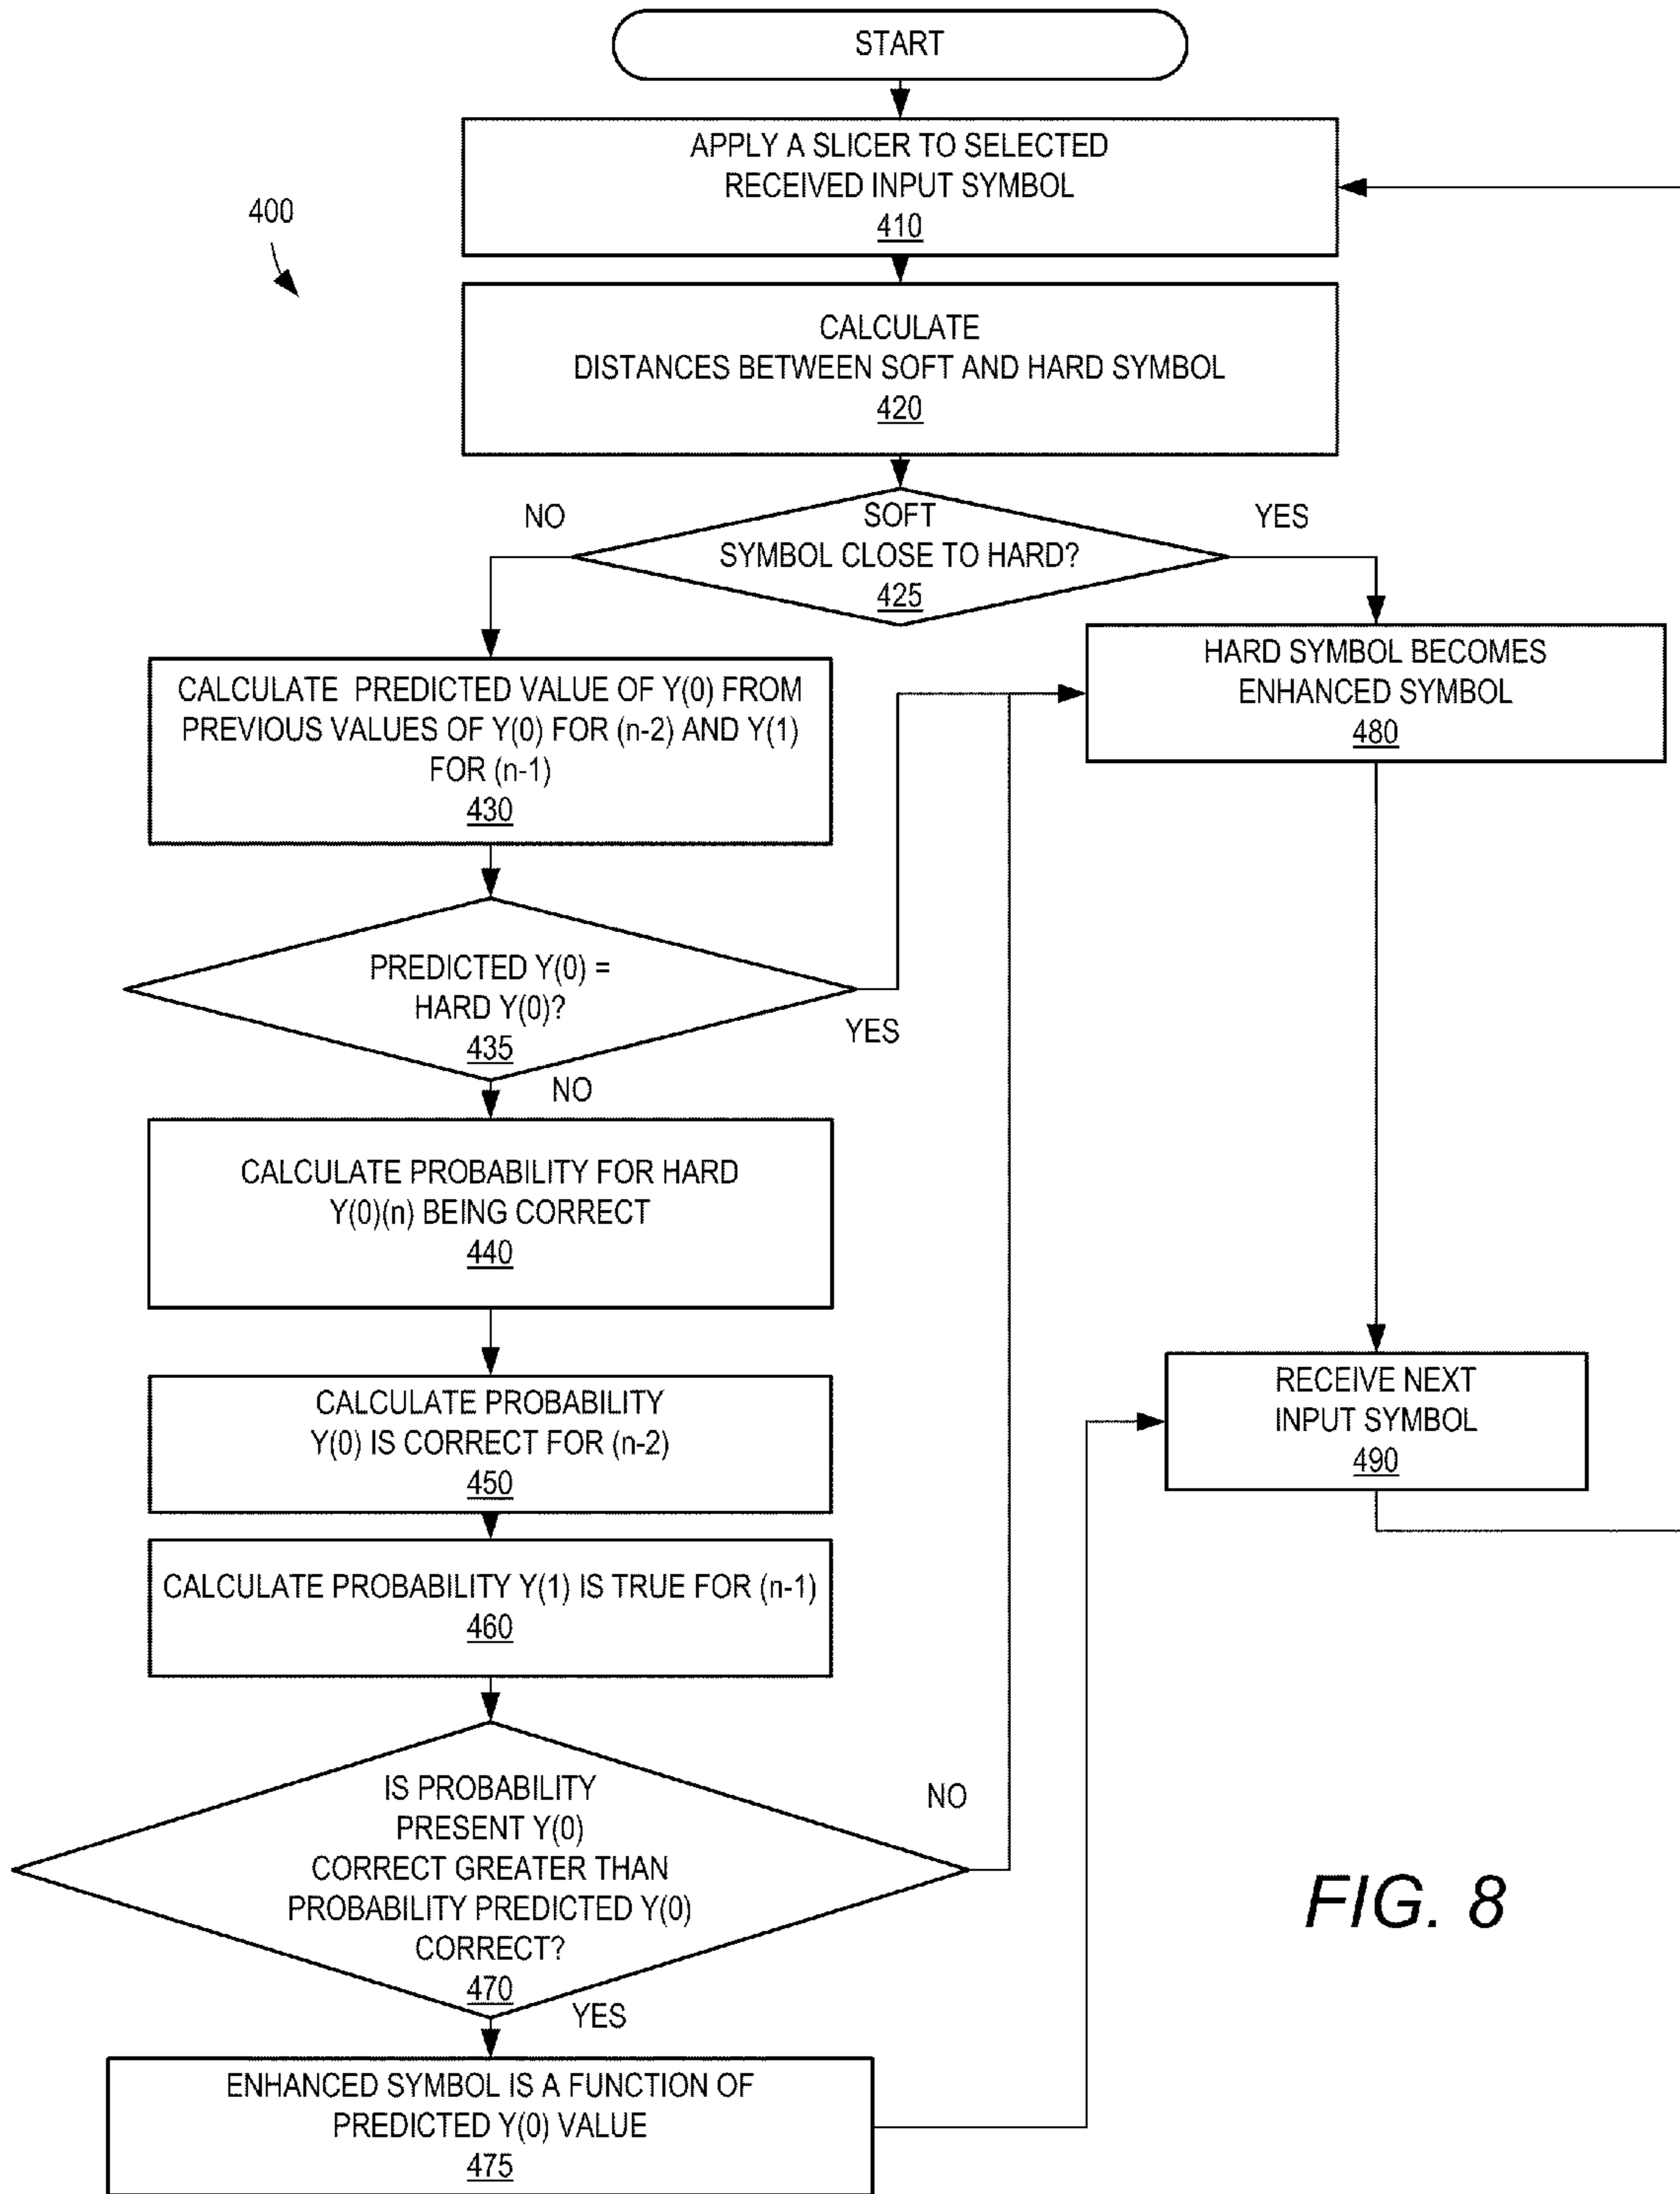 START
APPLY A SLICER TO SELECTED
RECEIVED INPUT SYMBOL
410
400
CALCULATE
DISTANCES BETWEEN SOFT AND HARD SYMBOL
420
NO
SOFT
SYMBOL CLOSE TO HARD?
425
YES
HARD SYMBOL BECOMES
ENHANCED SYMBOL
480
CALCULATE PREDICTED VALUE OF Y(0) FROM
PREVIOUS VALUES OF Y(0) FOR (n-2) AND Y(1)
FOR (n-1)
430
PREDICTED Y(0) =
HARD Y(0)?
435
YES
NO
CALCULATE PROBABILITY FOR HARD
Y(0)(n) BEING CORRECT
440
CALCULATE PROBABILITY
Y(0) IS CORRECT FOR (n-2)
450
RECEIVE NEXT
INPUT SYMBOL
490
CALCULATE PROBABILITY Y(1) IS TRUE FOR (n-1)
460
IS PROBABILITY
PRESENT Y(0)
CORRECT GREATER THAN
PROBABILITY PREDICTED Y(0)
CORRECT?
470
NO
YES
ENHANCED SYMBOL IS A FUNCTION OF
PREDICTED Y(0) VALUE
475
FIG. 8